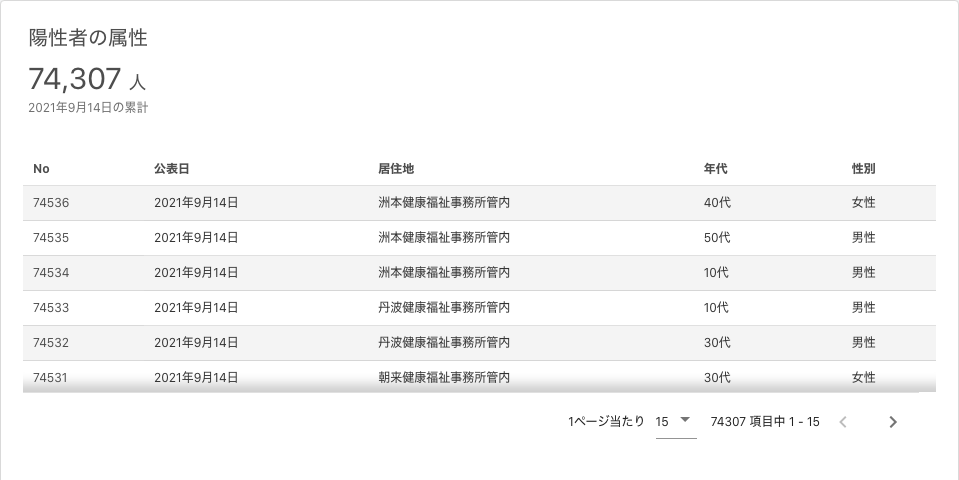 陽性者の属性
74,307 人
2021年9月14日の累計
No 公表日 居住地 年代 性別
74536 2021年9月14日 洲本健康福祉事務所管内 40代 女性
74535 2021年9月14日 洲本健康福祉事務所管内 50代 男性
74534 2021年9月14日 洲本健康福祉事務所管内 10代 男性
74533 2021年9月14日 丹波健康福祉事務所管内 10代 男性
74532 2021年9月14日 丹波健康福祉事務所管内 30代 男性
74531 2021年9月14日 朝来健康福祉事務所管内 30代 女性
1ページ当たり 15 74307 項目中 1 - 15